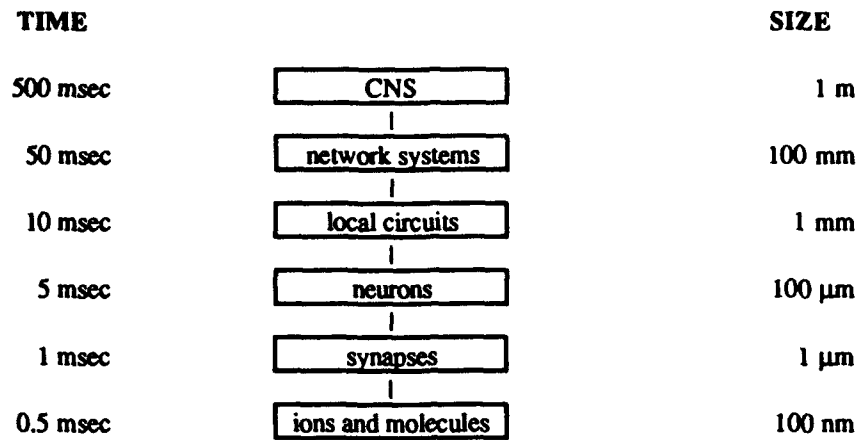 TIME SIZE
500 msec CNS 1 m
50 msec network systems 100 mm
10 msec local circuits 1 mm
5 msec neurons 100 μm
1 msec synapses 1 μm
0.5 msec ions and molecules 100 nm